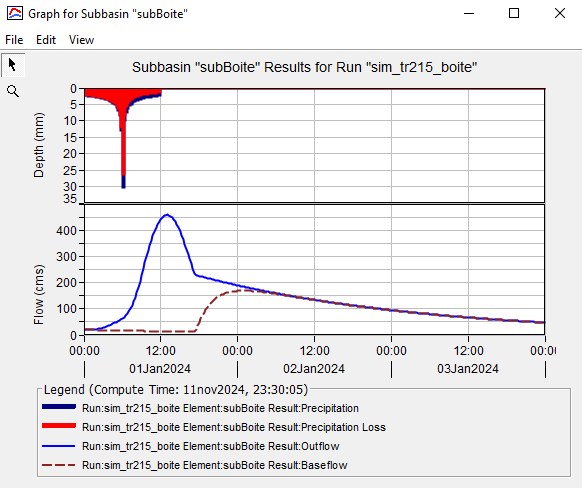 Graph for Subbasin "subBoite"
File Edit View
Subbasin "subBoite" Results for Run "sim_tr215_boite"
Depth (mm)
0
5
10
15
20
25
30
35
Flow (cms)
400
300
200
100
0
00:00 12:00 00:00 12:00 00:00 12:00 00:0
01Jan2024 02Jan2024 03Jan2024
Legend (Compute Time: 11nov2024, 23:30:05)
Run:sim_tr215_boite Element:subBoite Result:Precipitation
Run:sim_tr215_boite Element:subBoite Result:Precipitation Loss
Run:sim_tr215_boite Element:subBoite Result:Outflow
Run:sim_tr215_boite Element:subBoite Result:Baseflow